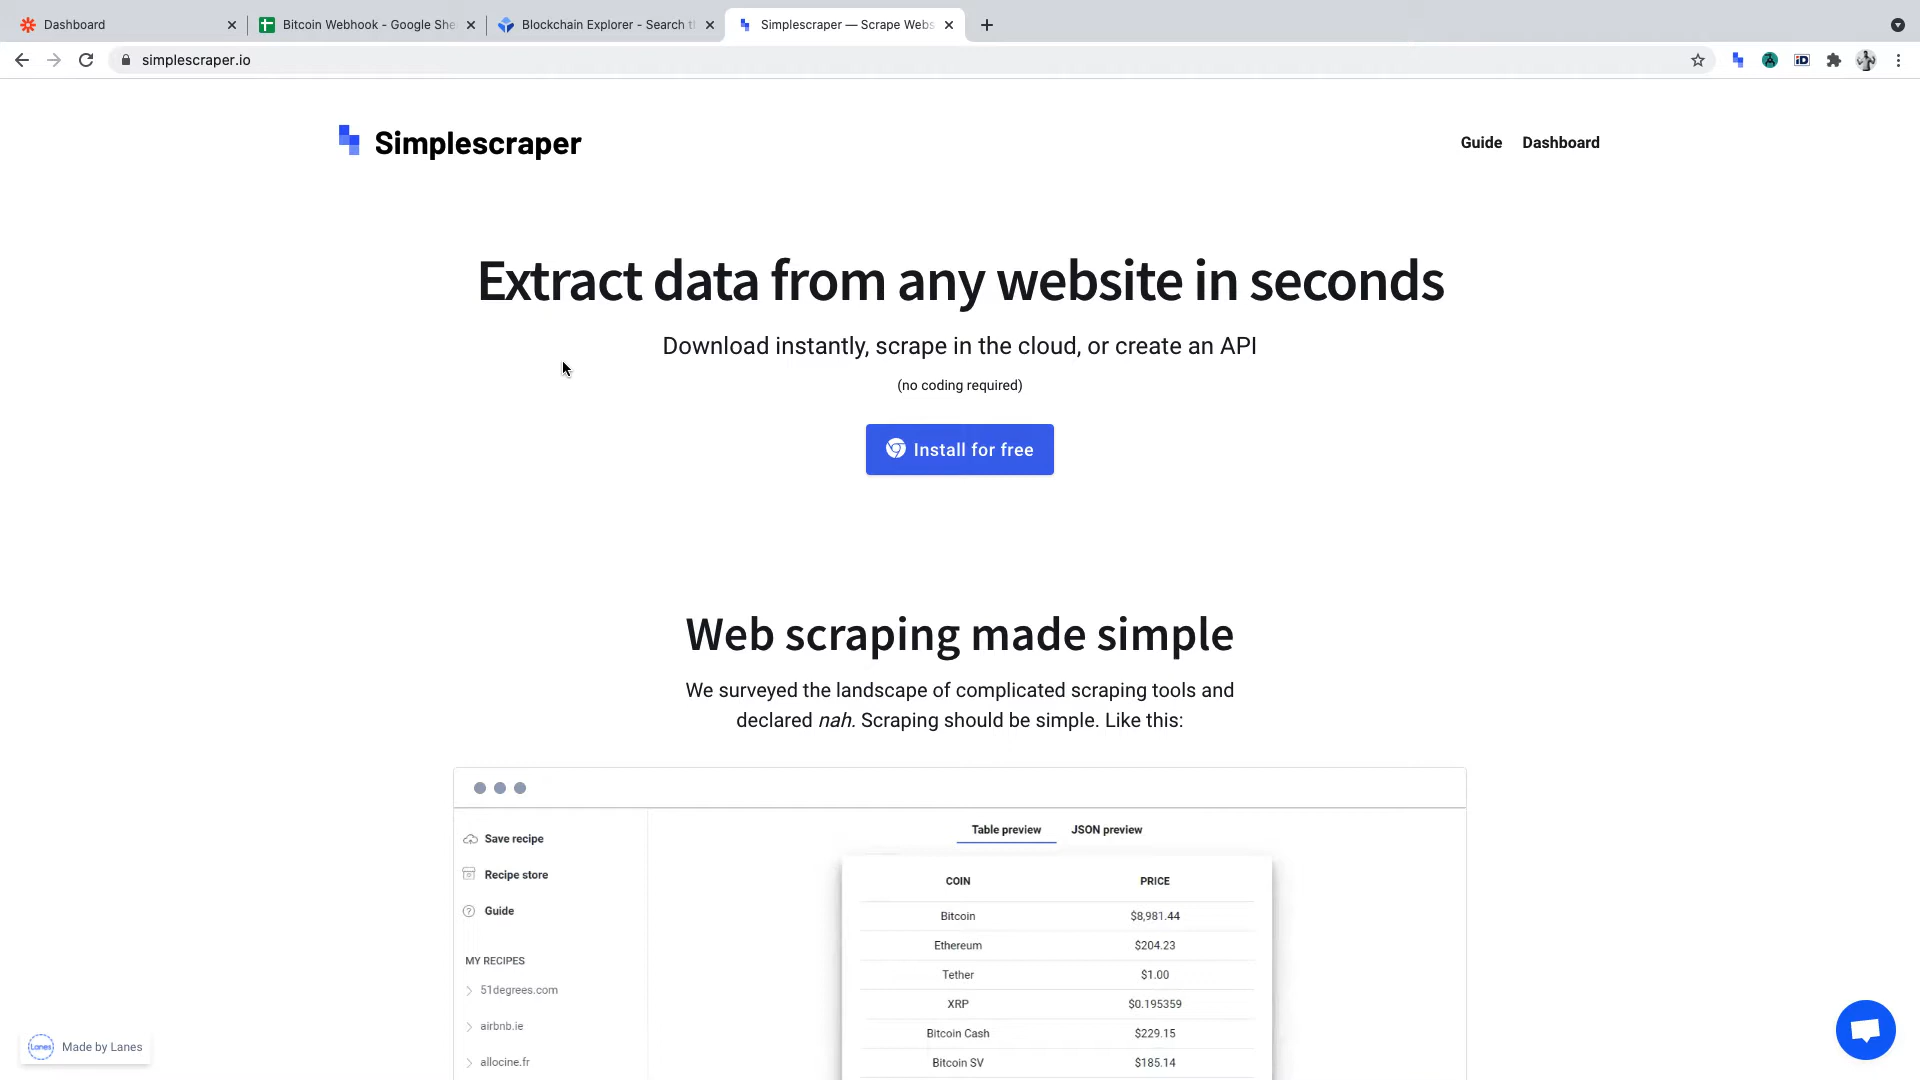 Dashboard
Bitcoin Webhook - Google She
Blockchain Explorer - Search t
Simplescraper — Scrape Webs
simplescraper.io
iD
Simplescraper
Guide
Dashboard
Extract data from any website in seconds
Download instantly, scrape in the cloud, or create an API
(no coding required)
Install for free
Web scraping made simple
We surveyed the landscape of complicated scraping tools and
declared nah. Scraping should be simple. Like this:
Save recipe
Recipe store
Guide
MY RECIPES
51degrees.com
airbnb.ie
allocine.fr
Table preview
JSON preview
COIN PRICE
Bitcoin $8,981.44
Ethereum $204.23
Tether $1.00
XRP $0.195359
Bitcoin Cash $229.15
Bitcoin SV $185.14
Lanes
Made by Lanes